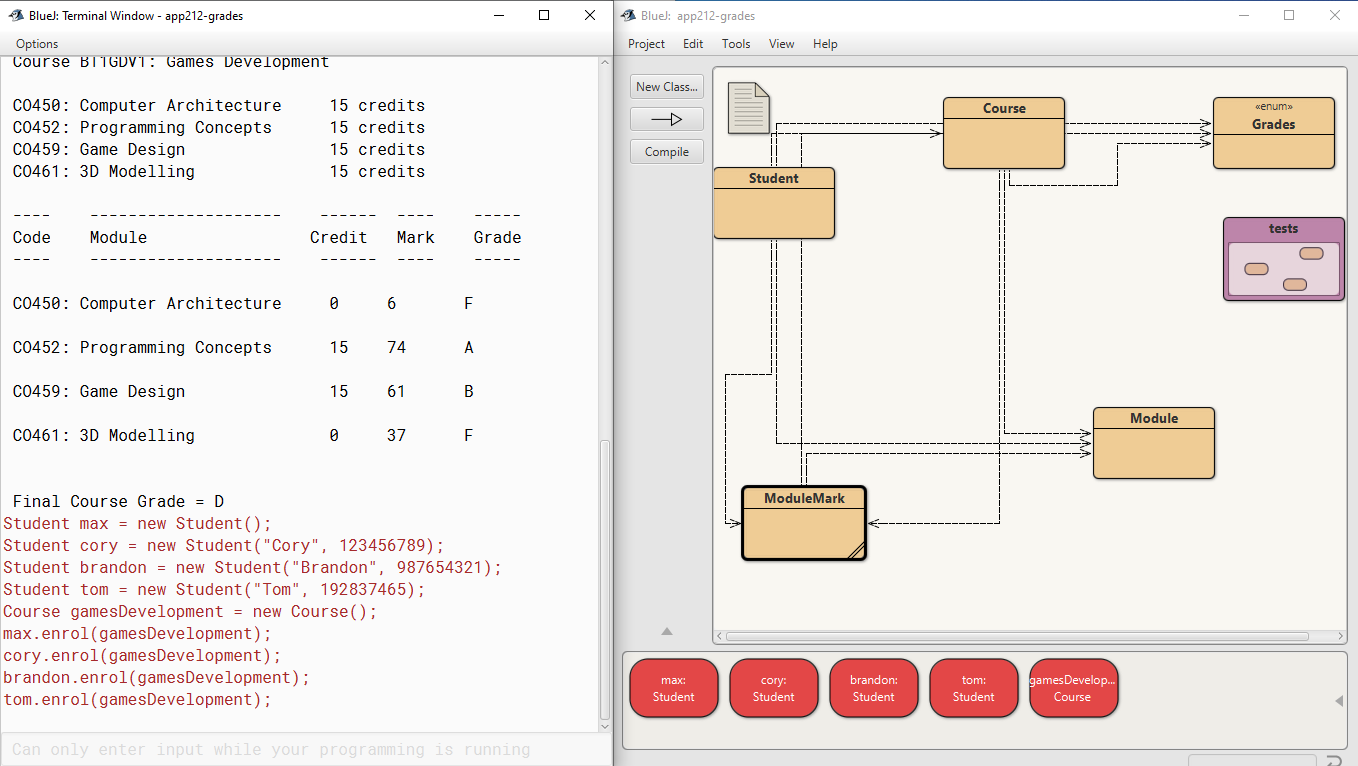 BlueJ: Terminal Window - app212-grades
Options
Course BT1GDV1: Games Development
CO450: Computer Architecture 15 credits
CO452: Programming Concepts 15 credits
CO459: Game Design 15 credits
CO461: 3D Modelling 15 credits
---- -------------------- ------ ---- -----
Code Module Credit Mark Grade
---- -------------------- ------ ---- -----
CO450: Computer Architecture 0 6 F
CO452: Programming Concepts 15 74 A
CO459: Game Design 15 61 B
CO461: 3D Modelling 0 37 F
Final Course Grade = D
Student max = new Student();
Student cory = new Student("Cory", 123456789);
Student brandon = new Student("Brandon", 987654321);
Student tom = new Student("Tom", 192837465);
Course gamesDevelopment = new Course();
max.enrol(gamesDevelopment);
cory.enrol(gamesDevelopment);
brandon.enrol(gamesDevelopment);
tom.enrol(gamesDevelopment);
Can only enter input while your programming is running
BlueJ: app212-grades
Project Edit Tools View Help
New Class...
Compile
Course
«enum»
Grades
Student
tests
Module
ModuleMark
max:
Student
cory:
Student
brandon:
Student
tom:
Student
gamesDevelop...
Course